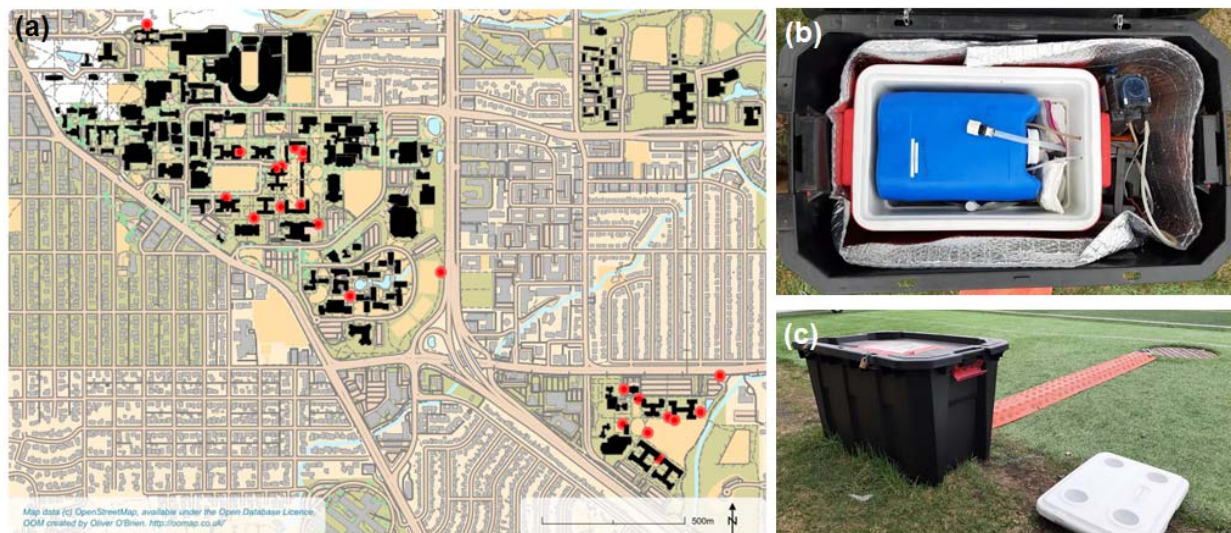 (a)
Map data (c) OpenStreetMap, available under the Open Database Licence.
OOM created by Oliver O'Brien. http://oomap.co.uk/
500m
N
(b)
(c)